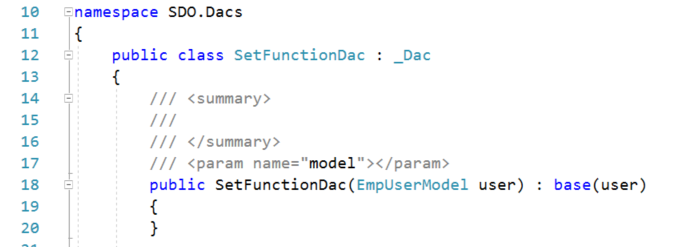 10 namespace SDO.Dacs
11 {
12 public class SetFunctionDac : _Dac
13 {
14 /// <summary>
15 ///
16 /// </summary>
17 /// <param name="model"></param>
18 public SetFunctionDac(EmpUserModel user) : base(user)
19 {
20 }